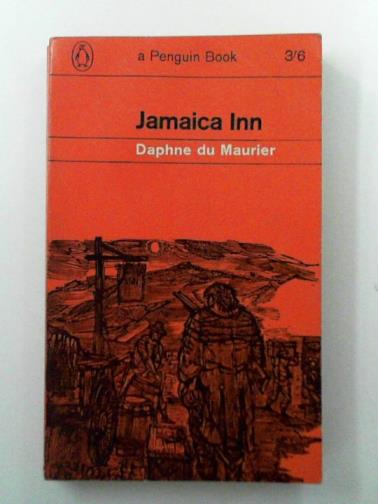 a Penguin Book 3/6
Jamaica Inn
Daphne du Maurier